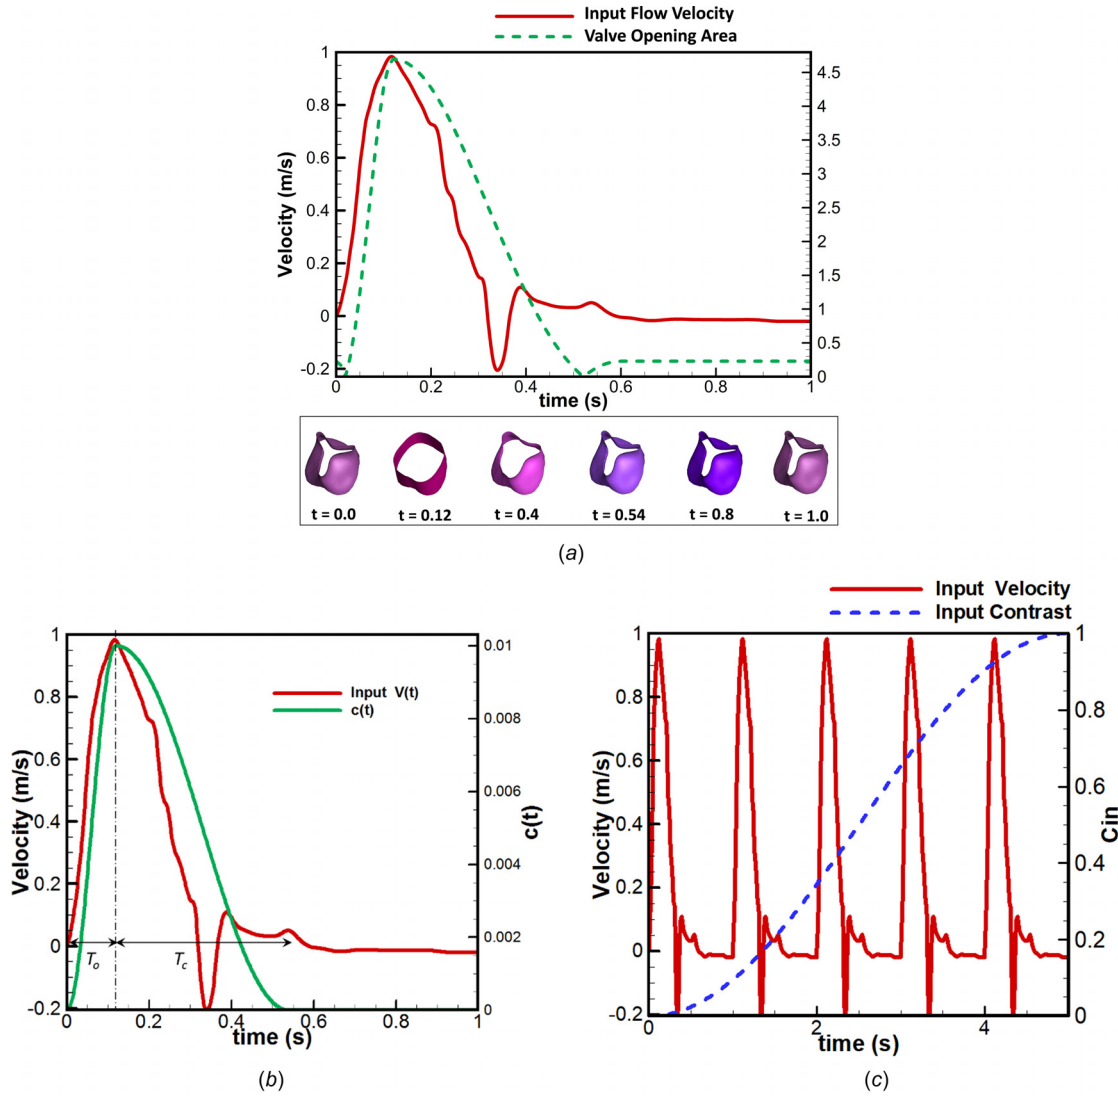 Input Flow Velocity
Valve Opening Area
1
0.8
0.6
0.4
0.2
0
-0.2
Velocity (m/s)
4.5
4
3.5
3
2.5
2
1.5
1
0.5
0
0 0.2 0.4 0.6 0.8 1
time (s)
t = 0.0 t = 0.12 t = 0.4 t = 0.54 t = 0.8 t = 1.0
(a)
1
0.8
0.6
0.4
0.2
0
-0.2
Velocity (m/s)
Input V(t)
c(t)
To Tc
0.01
0.008
0.006
0.004
0.002
0
c(t)
0 0.2 0.4 0.6 0.8 1
time (s)
(b)
Input Velocity
Input Contrast
1
0.8
0.6
0.4
0.2
0
-0.2
Velocity (m/s)
1
0.8
0.6
0.4
0.2
0
Cin
0 2 4
time (s)
(c)